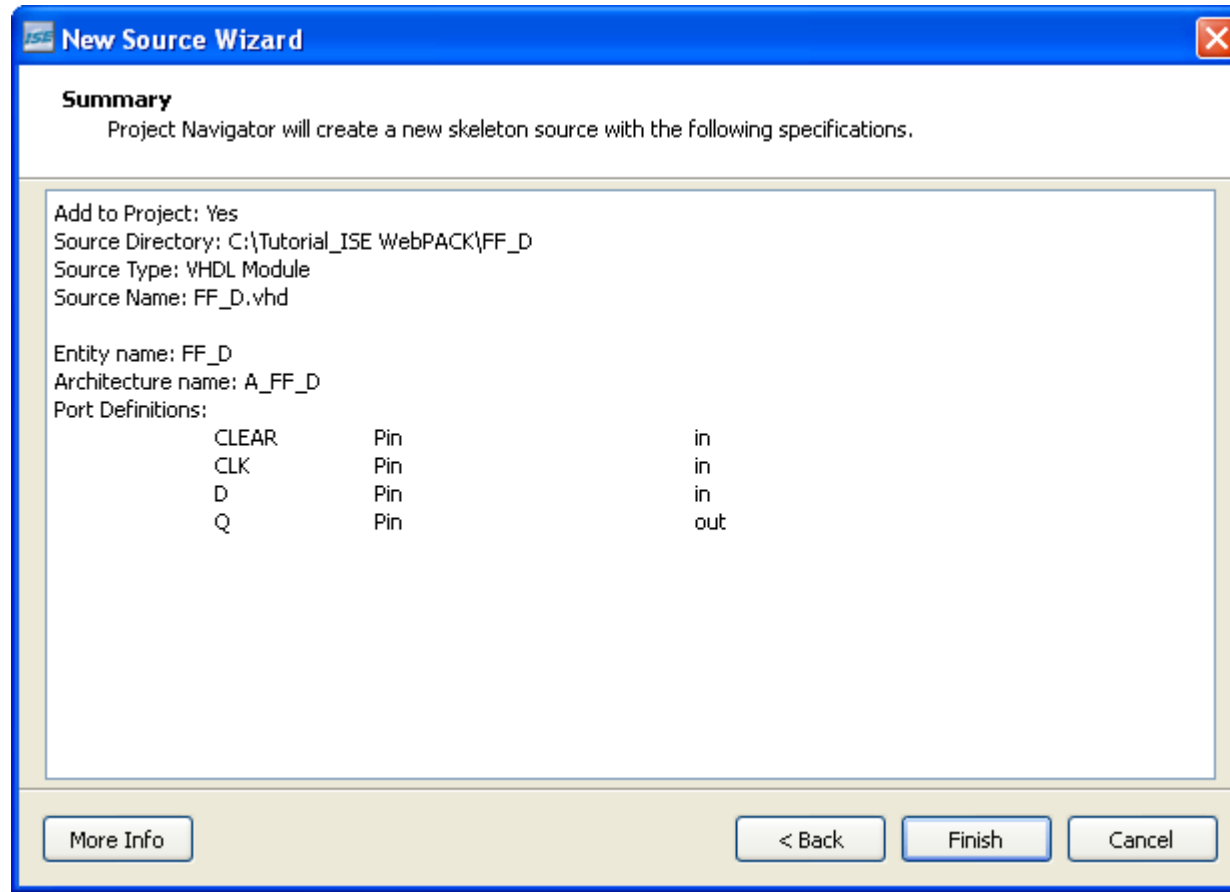 ISE New Source Wizard
Summary
Project Navigator will create a new skeleton source with the following specifications.
Add to Project: Yes
Source Directory: C:\Tutorial_ISE WebPACK\FF_D
Source Type: VHDL Module
Source Name: FF_D.vhd
Entity name: FF_D
Architecture name: A_FF_D
Port Definitions:
CLEAR Pin in
CLK Pin in
D Pin in
Q Pin out
More Info < Back Finish Cancel